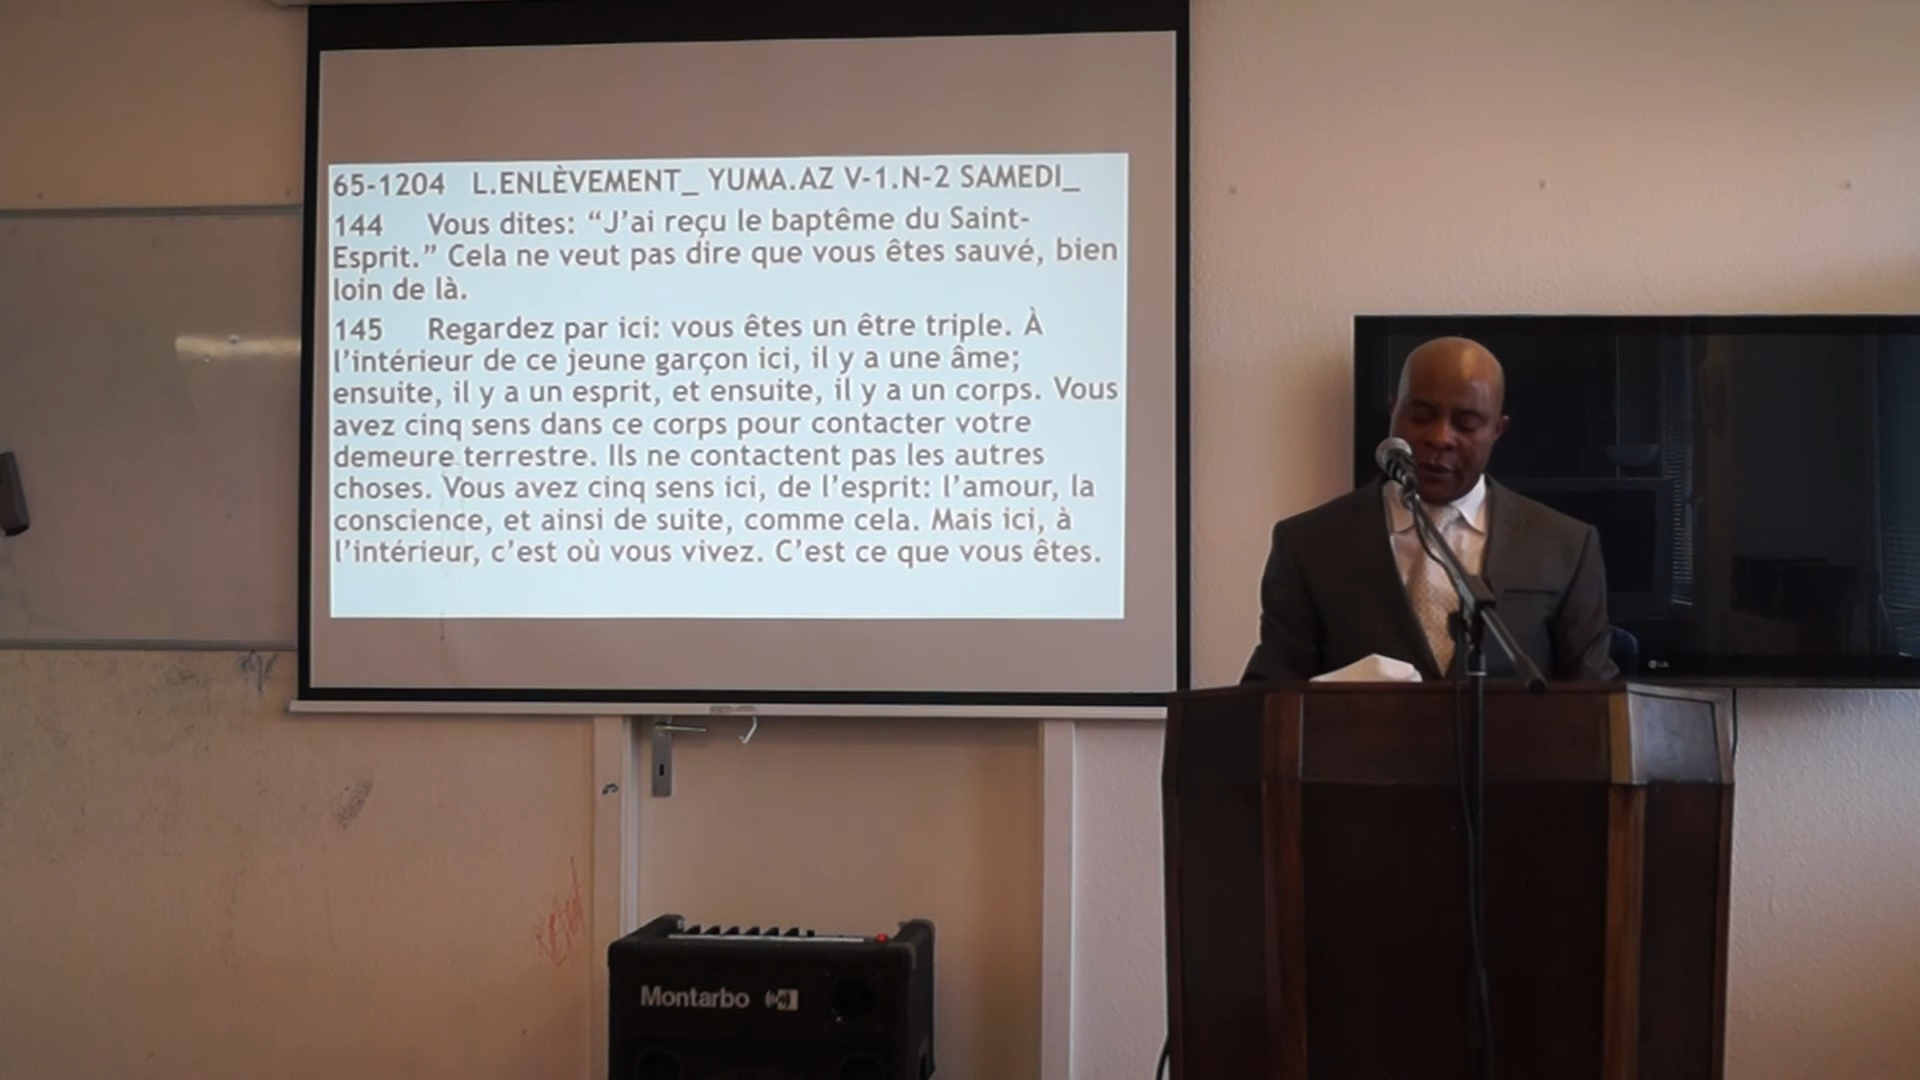 65-1204 L.ENLÈVEMENT_ YUMA.AZ V-1.N-2 SAMEDI_
144 Vous dites: “J’ai reçu le baptême du Saint-
Esprit.” Cela ne veut pas dire que vous êtes sauvé, bien
loin de là.
145 Regardez par ici: vous êtes un être triple. À
l’intérieur de ce jeune garçon ici, il y a une âme;
ensuite, il y a un esprit, et ensuite, il y a un corps. Vous
avez cinq sens dans ce corps pour contacter votre
demeure terrestre. Ils ne contactent pas les autres
choses. Vous avez cinq sens ici, de l’esprit: l’amour, la
conscience, et ainsi de suite, comme cela. Mais ici, à
l’intérieur, c’est où vous vivez. C’est ce que vous êtes.
LG
Montarbo